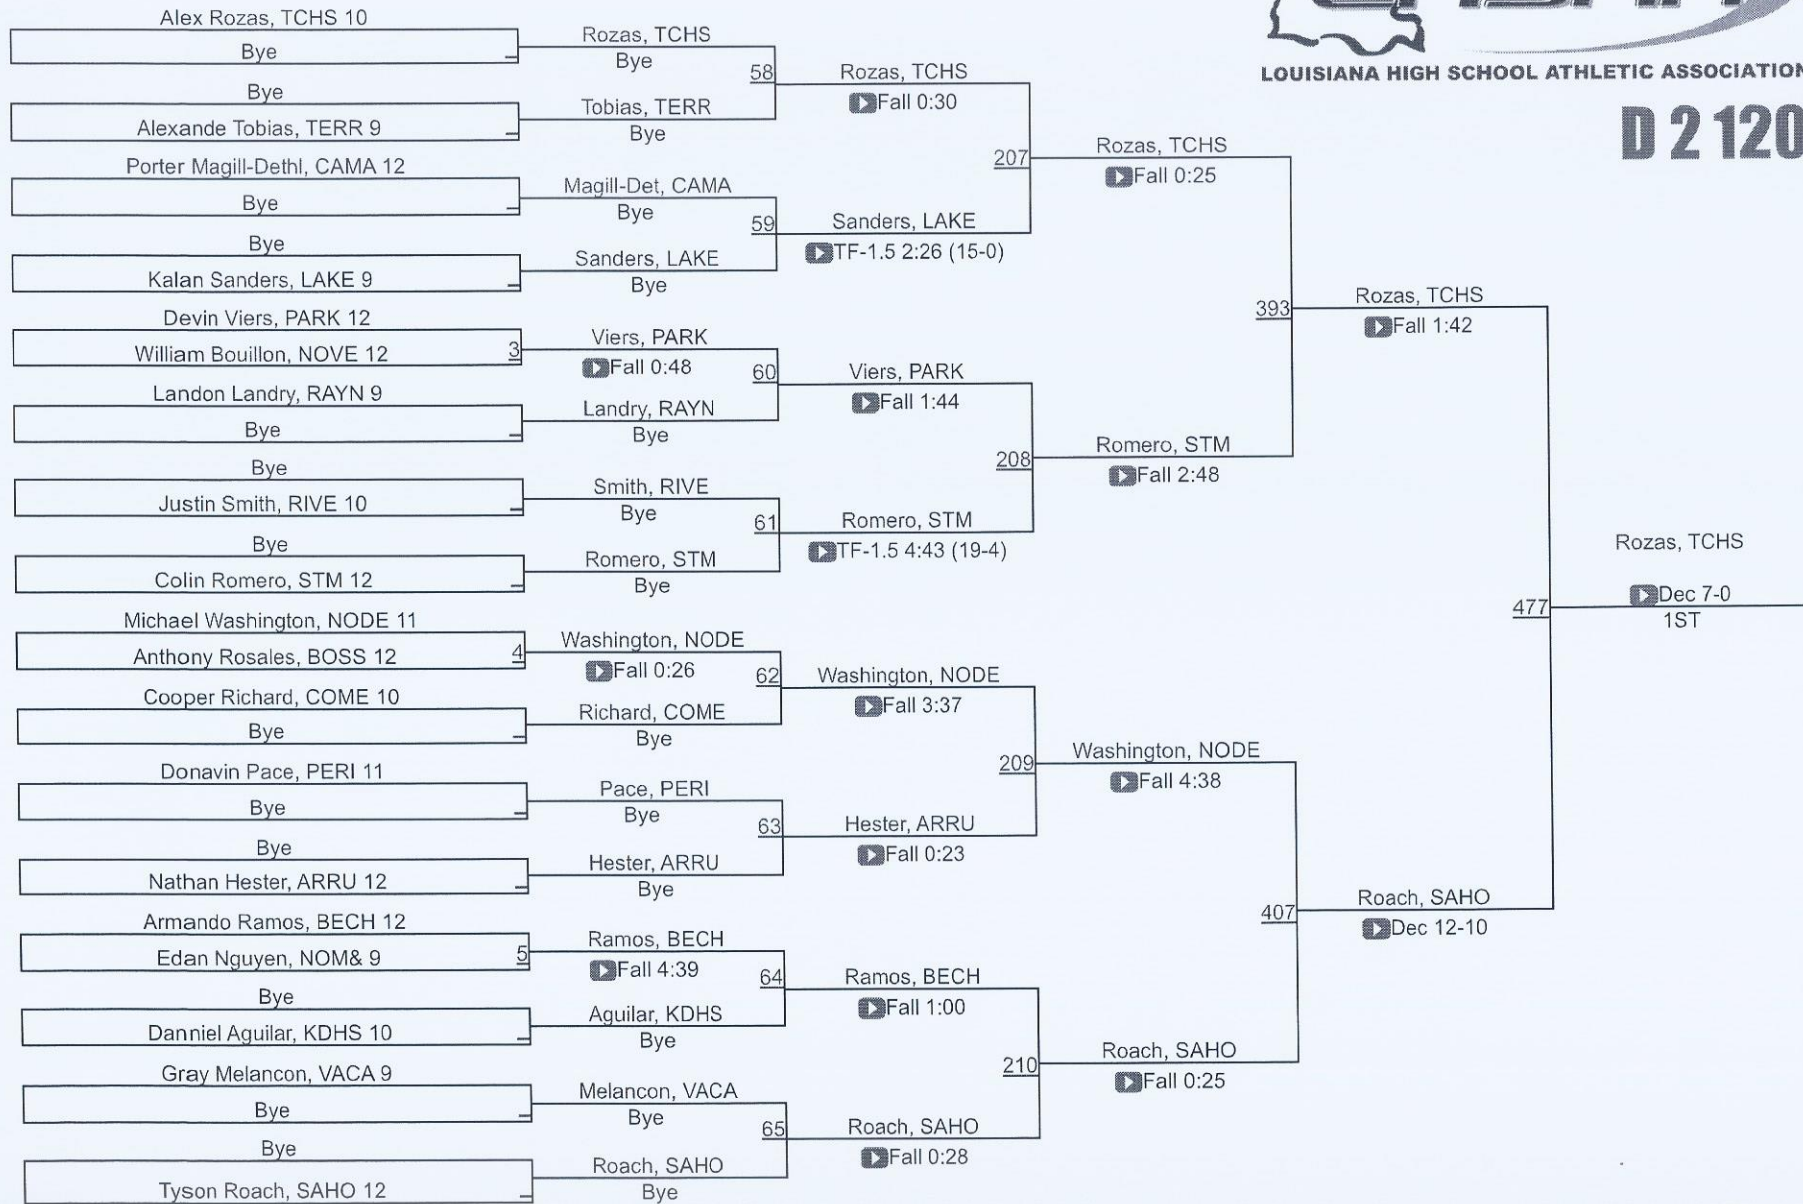 LOUISIANA HIGH SCHOOL ATHLETIC ASSOCIATION
D 2 120
Alex Rozas, TCHS 10
Bye
Bye
Alexande Tobias, TERR 9
Porter Magill-Dethl, CAMA 12
Bye
Bye
Kalan Sanders, LAKE 9
Devin Viers, PARK 12
William Bouillon, NOVE 12 3
Landon Landry, RAYN 9
Bye
Bye
Justin Smith, RIVE 10
Bye
Colin Romero, STM 12
Michael Washington, NODE 11
Anthony Rosales, BOSS 12 4
Cooper Richard, COME 10
Bye
Donavin Pace, PERI 11
Bye
Bye
Nathan Hester, ARRU 12
Armando Ramos, BECH 12
Edan Nguyen, NOM& 9 5
Bye
Danniel Aguilar, KDHS 10
Gray Melancon, VACA 9
Bye
Bye
Tyson Roach, SAHO 12
Rozas, TCHS
Bye
58
Tobias, TERR
Bye
Magill-Det, CAMA
Bye
59
Sanders, LAKE
Bye
Viers, PARK
Fall 0:48
60
Landry, RAYN
Bye
Smith, RIVE
Bye
61
Romero, STM
Bye
Washington, NODE
Fall 0:26
62
Richard, COME
Bye
Pace, PERI
Bye
63
Hester, ARRU
Bye
Ramos, BECH
Fall 4:39
64
Aguilar, KDHS
Bye
Melancon, VACA
Bye
65
Roach, SAHO
Bye
Rozas, TCHS
Fall 0:30
207
Sanders, LAKE
TF-1.5 2:26 (15-0)
Viers, PARK
Fall 1:44
208
Romero, STM
TF-1.5 4:43 (19-4)
Washington, NODE
Fall 3:37
209
Hester, ARRU
Fall 0:23
Ramos, BECH
Fall 1:00
210
Roach, SAHO
Fall 0:28
Rozas, TCHS
Fall 0:25
393
Romero, STM
Fall 2:48
Washington, NODE
Fall 4:38
407
Roach, SAHO
Fall 0:25
Rozas, TCHS
Fall 1:42
477
Roach, SAHO
Dec 12-10
Rozas, TCHS
Dec 7-0
1ST